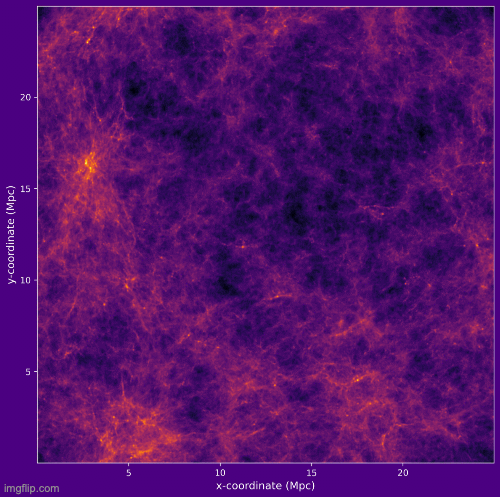 20
15
10
5
y-coordinate (Mpc)
5 10 15 20
x-coordinate (Mpc)
imgflip.com